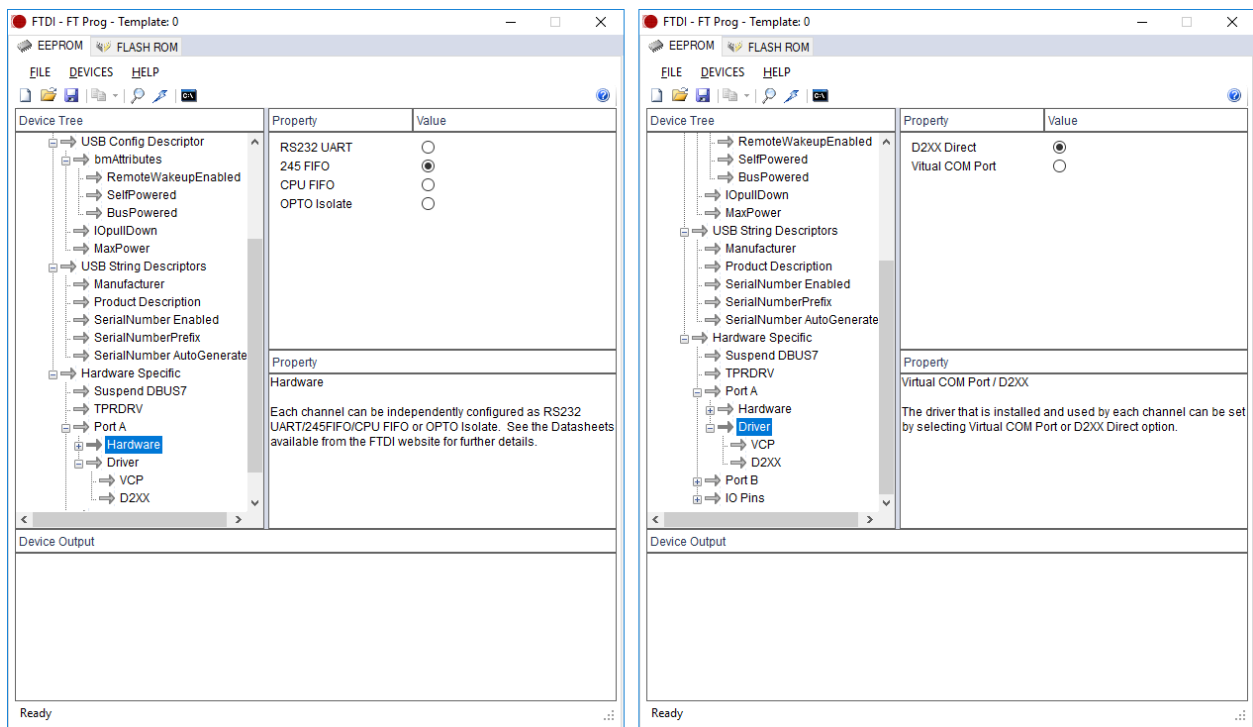 FTDI - FT Prog - Template: 0
EEPROM FLASH ROM
FILE DEVICES HELP
C:\
Device Tree
USB Config Descriptor
bmAttributes
RemoteWakeupEnabled
SelfPowered
BusPowered
IOpullDown
MaxPower
USB String Descriptors
Manufacturer
Product Description
SerialNumber Enabled
SerialNumberPrefix
SerialNumber AutoGenerate
Hardware Specific
Suspend DBUS7
TPRDRV
Port A
Hardware
Driver
VCP
D2XX
Property Value
RS232 UART
245 FIFO
CPU FIFO
OPTO Isolate
Property
Hardware
Each channel can be independently configured as RS232
UART/245FIFO/CPU FIFO or OPTO Isolate. See the Datasheets
available from the FTDI website for further details.
Device Output
Ready
FTDI - FT Prog - Template: 0
EEPROM FLASH ROM
FILE DEVICES HELP
C:\
Device Tree
RemoteWakeupEnabled
SelfPowered
BusPowered
IOpullDown
MaxPower
USB String Descriptors
Manufacturer
Product Description
SerialNumber Enabled
SerialNumberPrefix
SerialNumber AutoGenerate
Hardware Specific
Suspend DBUS7
TPRDRV
Port A
Hardware
Driver
VCP
D2XX
Port B
IO Pins
Property Value
D2XX Direct
Vitual COM Port
Property
Virtual COM Port / D2XX
The driver that is installed and used by each channel can be set
by selecting Virtual COM Port or D2XX Direct option.
Device Output
Ready